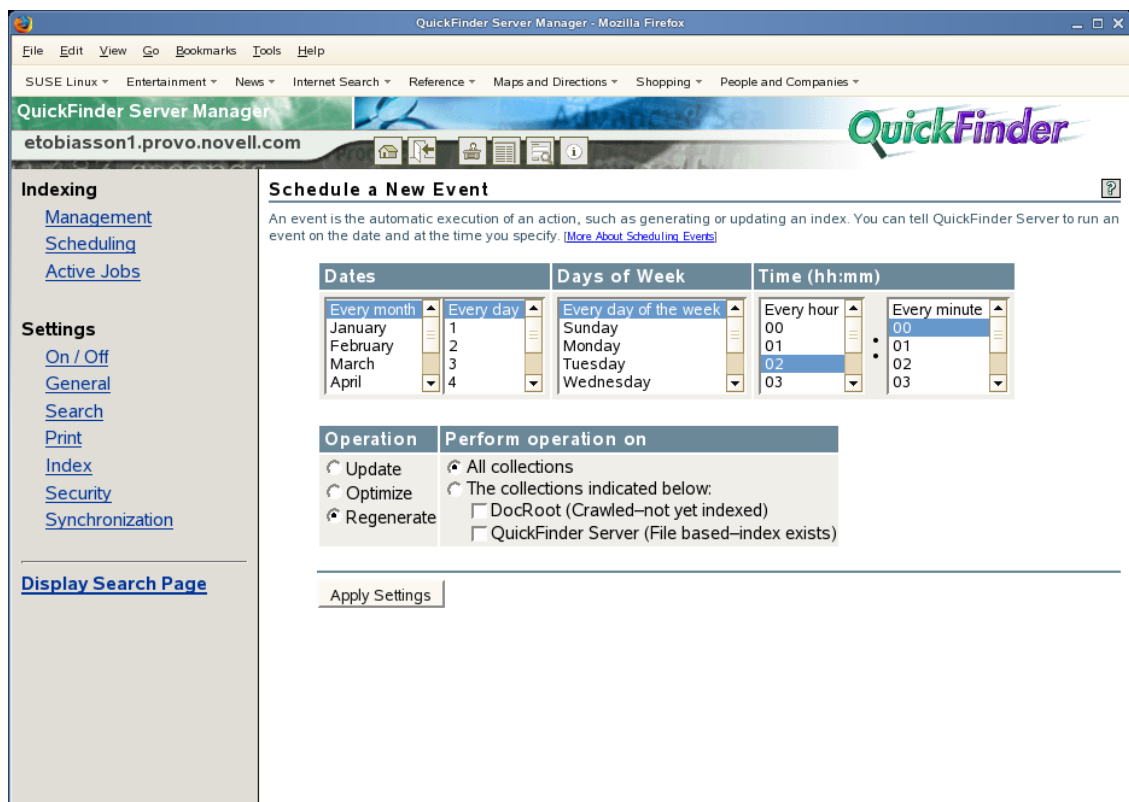 QuickFinder Server Manager - Mozilla Firefox
File Edit View Go Bookmarks Tools Help
SUSE Linux Entertainment News Internet Search Reference Maps and Directions Shopping People and Companies
QuickFinder Server Manager
etobiasson1.provo.novell.com
QuickFinder
Indexing
Management
Scheduling
Active Jobs
Settings
On / Off
General
Search
Print
Index
Security
Synchronization
Display Search Page
Schedule a New Event
?
An event is the automatic execution of an action, such as generating or updating an index. You can tell QuickFinder Server to run an
event on the date and at the time you specify. [More About Scheduling Events]
Dates Days of Week Time (hh:mm)
Every month Every day Every day of the week Every hour : Every minute
January 1 Sunday 00 00
February 2 Monday 01 01
March 3 Tuesday 02 02
April 4 Wednesday 03 03
Operation Perform operation on
Update All collections
Optimize The collections indicated below:
Regenerate DocRoot (Crawled–not yet indexed)
QuickFinder Server (File based–index exists)
Apply Settings